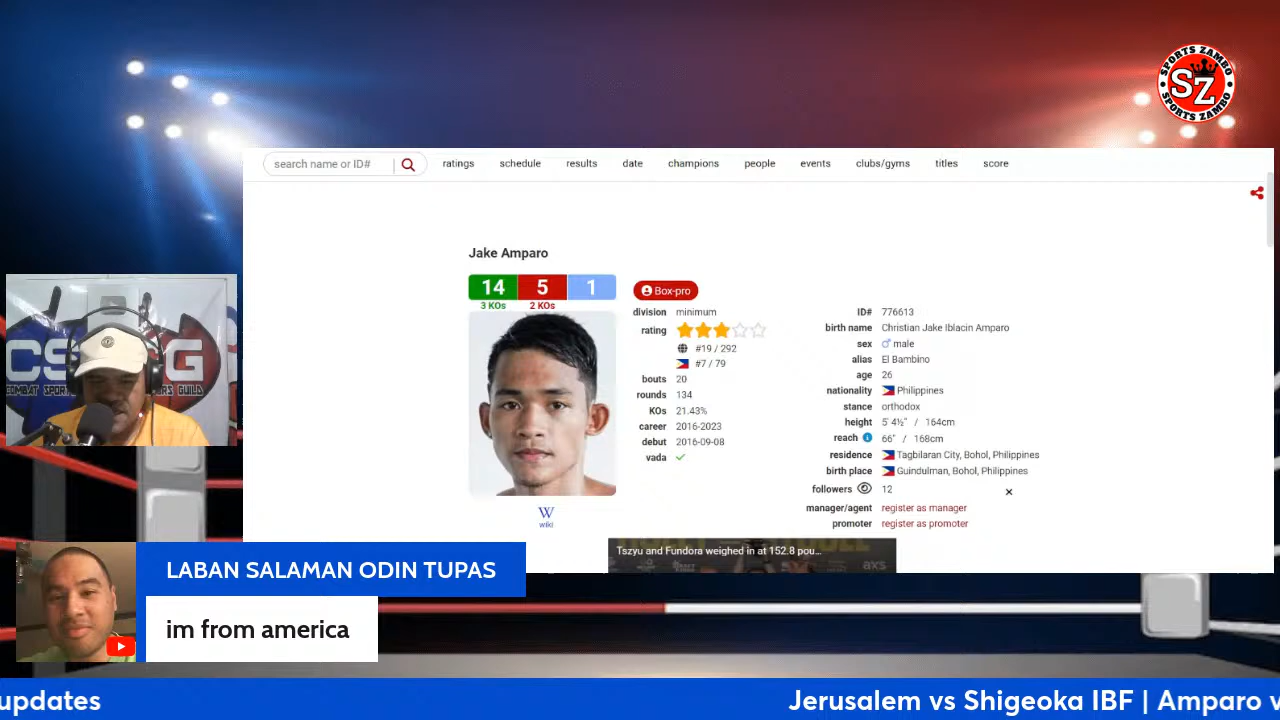 SPORTS ZAMBO
SZ
SPORTS ZAMBO
search name or ID#
ratings schedule results date champions people events clubs/gyms titles score
Jake Amparo
14 5 1
3 KOs 2 KOs
Box-pro
division minimum
rating
#19 / 292
#7 / 79
bouts 20
rounds 134
KOs 21.43%
career 2016-2023
debut 2016-09-08
vada
W
wiki
ID# 776613
birth name Christian Jake Iblacin Amparo
sex ♂ male
alias El Bambino
age 26
nationality Philippines
stance orthodox
height 5' 4½" / 164cm
reach 66" / 168cm
residence Tagbilaran City, Bohol, Philippines
birth place Guindulman, Bohol, Philippines
followers 12
manager/agent register as manager
promoter register as promoter
Tszyu and Fundora weighed in at 152.8 pou...
axs
CS G
COMBAT SPORT RS GUILD
LABAN SALAMAN ODIN TUPAS
im from america
updates Jerusalem vs Shigeoka IBF | Amparo v